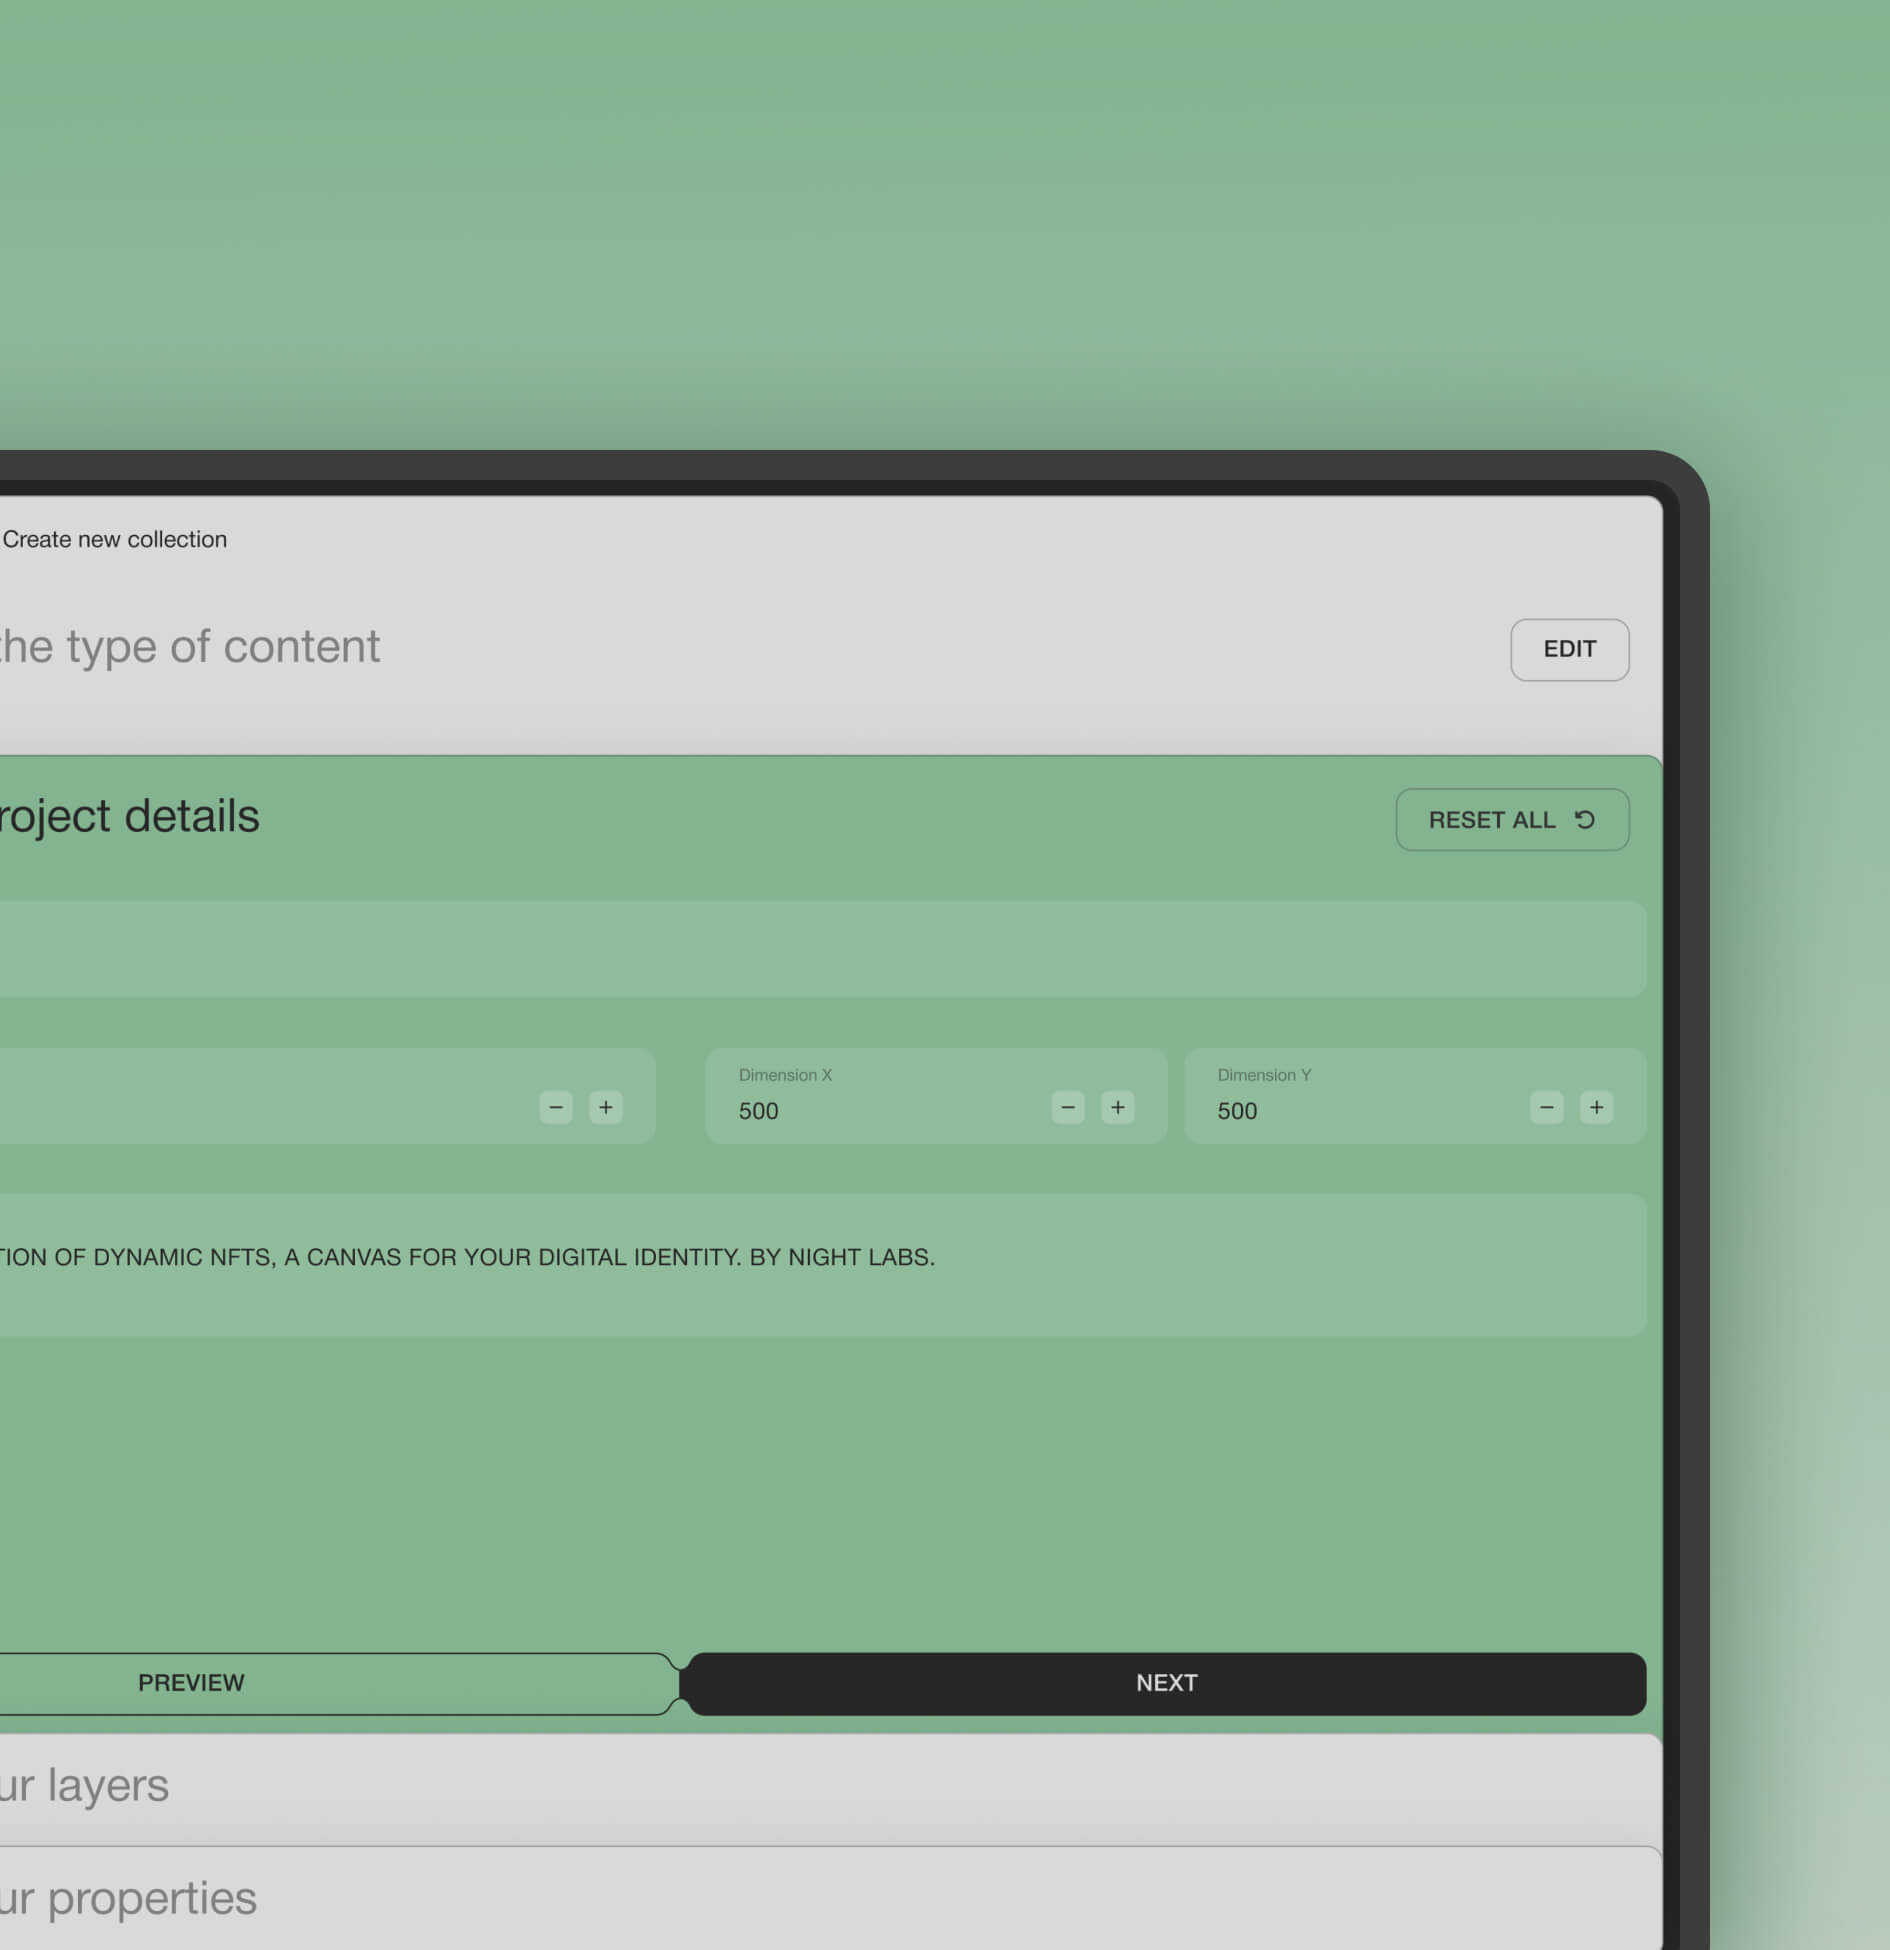 Create new collection
the type of content
EDIT
roject details
RESET ALL
Dimension X
Dimension Y
500
500
TION OF DYNAMIC NFTS, A CANVAS FOR YOUR DIGITAL IDENTITY. BY NIGHT LABS.
PREVIEW
NEXT
ur layers
ur properties